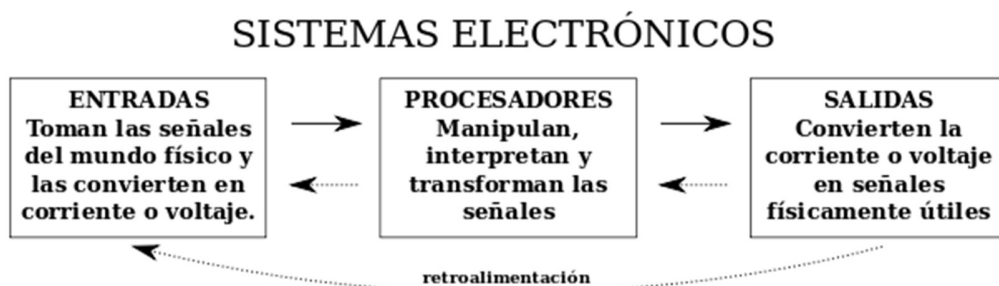 SISTEMAS ELECTRÓNICOS
ENTRADAS
Toman las señales
del mundo físico y
las convierten en
corriente o voltaje.
PROCESADORES
Manipulan,
interpretan y
transforman las
señales
SALIDAS
Convierten la
corriente o voltaje
en señales
físicamente útiles
retroalimentación